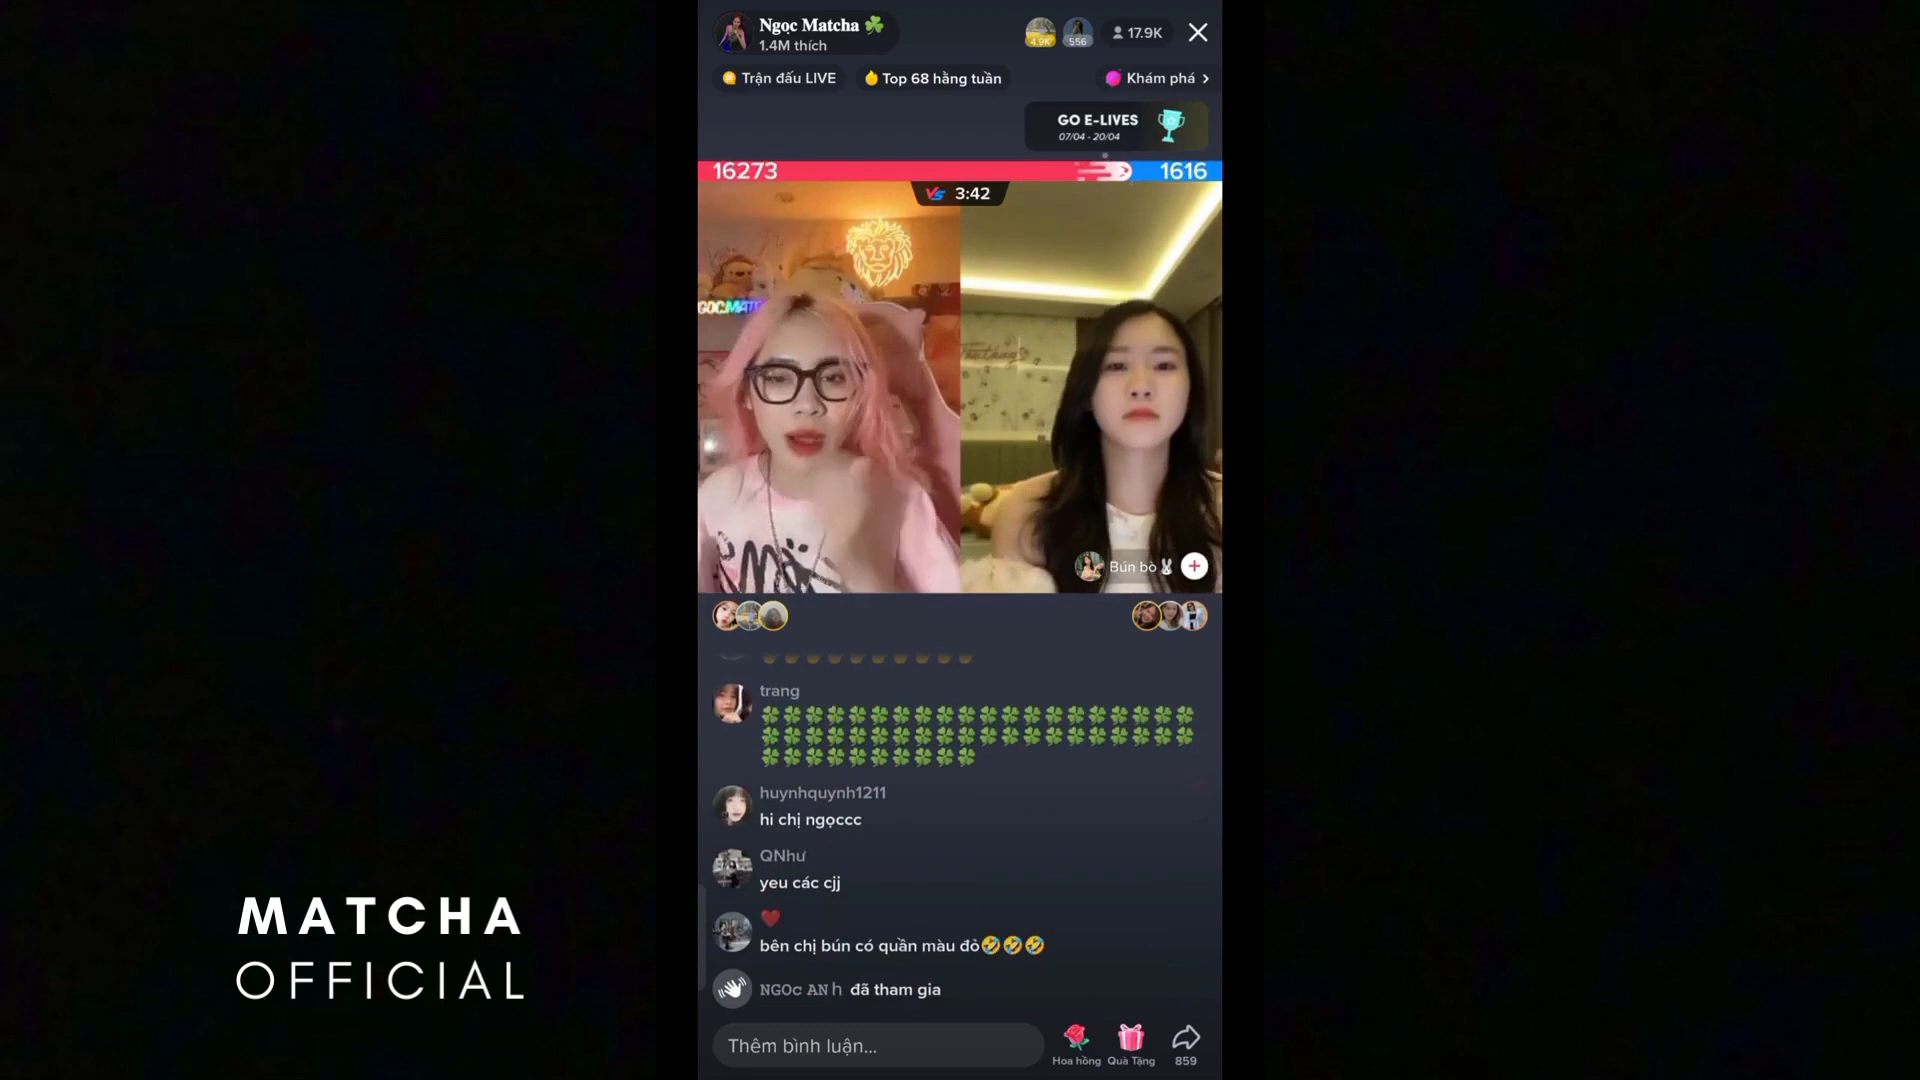 Ngọc Matcha ☘️
1.4M thích
4.9K
556
17.9K
Trận đấu LIVE
Top 68 hằng tuần
Khám phá >
GO E-LIVES
07/04 - 20/04
16273
1616
VS 3:42
Bún bò🐰
trang
☘️☘️☘️☘️☘️☘️☘️☘️☘️☘️☘️☘️☘️☘️☘️☘️☘️☘️☘️☘️
☘️☘️☘️☘️☘️☘️☘️☘️☘️☘️☘️☘️☘️☘️☘️☘️☘️☘️☘️☘️
☘️☘️☘️☘️☘️☘️☘️☘️☘️☘️
huynhquynh1211
hi chị ngọccc
QNhư
yeu các cjj
❤️
bên chị bún có quần màu đỏ🤣🤣🤣
NGOc AN h đã tham gia
Thêm bình luận...
Hoa hồng
Quà Tặng
859
MATCHA
OFFICIAL